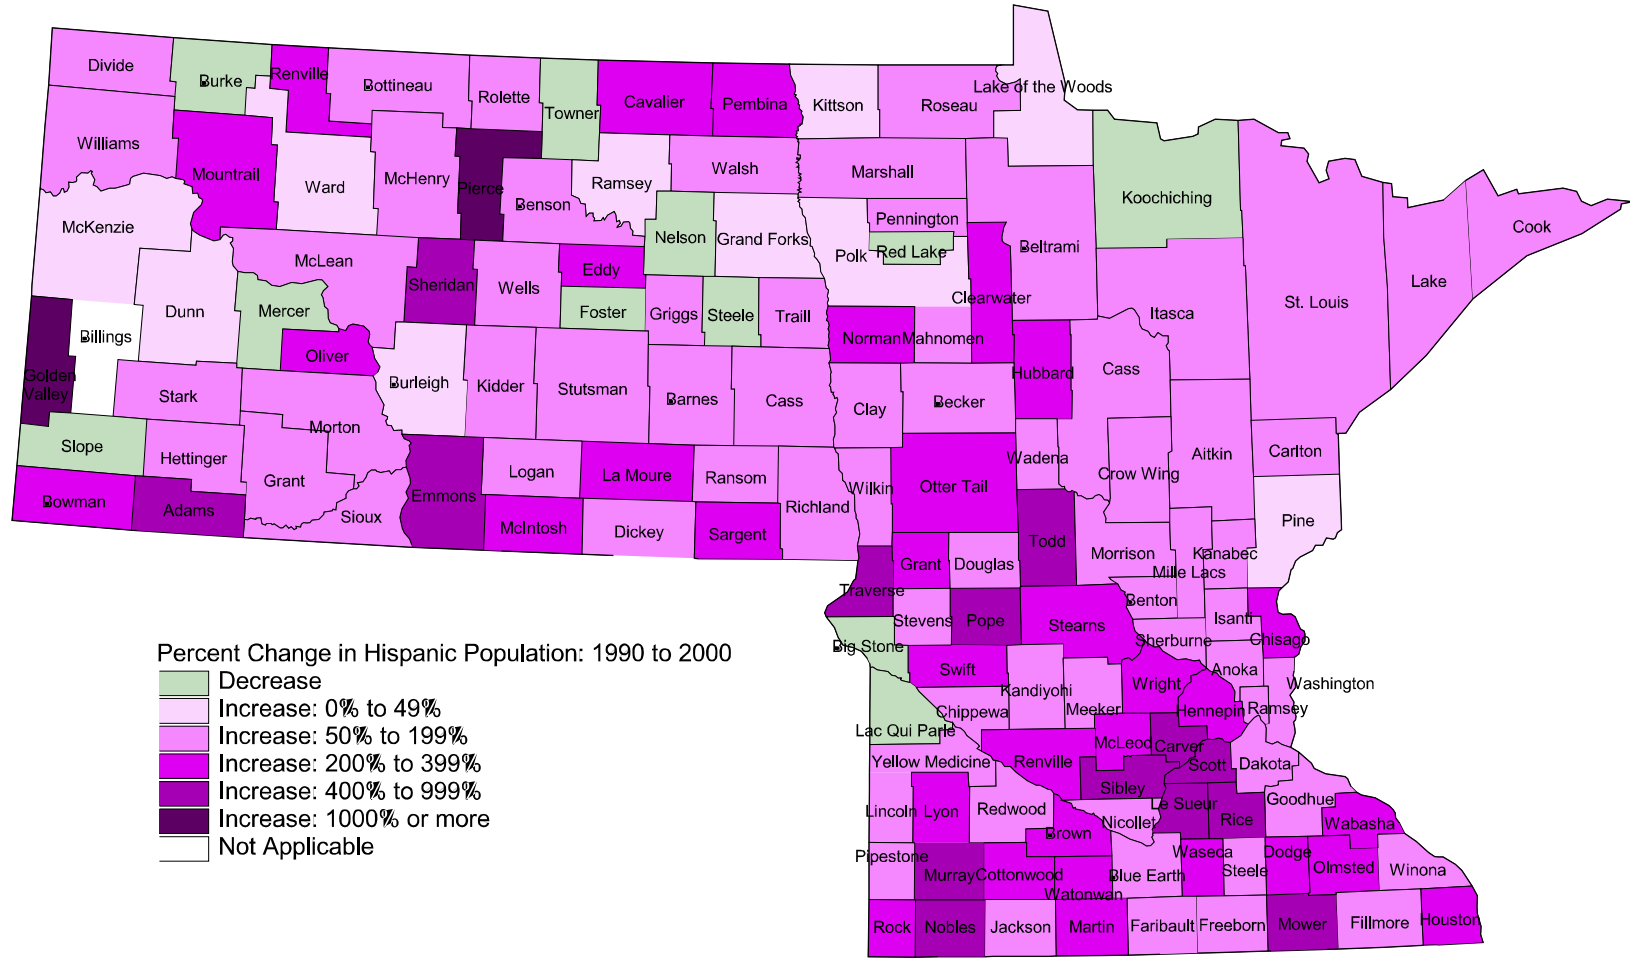 Divide
Burke
Renville
Bottineau
Rolette
Towner
Cavalier
Pembina
Kittson
Roseau
Lake of the Woods
Williams
Mountrail
Ward
McHenry
Pierce
Benson
Ramsey
Walsh
Marshall
Koochiching
McKenzie
Nelson
Grand Forks
Polk
Pennington
Red Lake
Beltrami
Cook
McLean
Sheridan
Wells
Eddy
Clearwater
Lake
St. Louis
Itasca
Dunn
Mercer
Foster
Griggs
Steele
Traill
Billings
Oliver
Norman
Mahnomen
Golden
Valley
Stark
Burleigh
Kidder
Stutsman
Barnes
Cass
Clay
Becker
Hubbard
Cass
Slope
Hettinger
Morton
Grant
Logan
La Moure
Ransom
Wilkin
Otter Tail
Wadena
Crow Wing
Aitkin
Carlton
Bowman
Adams
Sioux
Emmons
McIntosh
Dickey
Sargent
Richland
Todd
Morrison
Pine
Kanabec
Mille Lacs
Grant
Douglas
Traverse
Stevens
Pope
Stearns
Benton
Isanti
Chisago
Big Stone
Swift
Sherburne
Anoka
Washington
Kandiyohi
Meeker
Wright
Hennepin
Ramsey
Chippewa
Lac Qui Parle
McLeod
Carver
Scott
Dakota
Yellow Medicine
Renville
Sibley
Goodhue
Lincoln
Lyon
Redwood
Nicollet
Le Sueur
Rice
Wabasha
Brown
Pipestone
Murray
Cottonwood
Watonwan
Blue Earth
Waseca
Steele
Dodge
Olmsted
Winona
Rock
Nobles
Jackson
Martin
Faribault
Freeborn
Mower
Fillmore
Houston
Percent Change in Hispanic Population: 1990 to 2000
Decrease
Increase: 0% to 49%
Increase: 50% to 199%
Increase: 200% to 399%
Increase: 400% to 999%
Increase: 1000% or more
Not Applicable